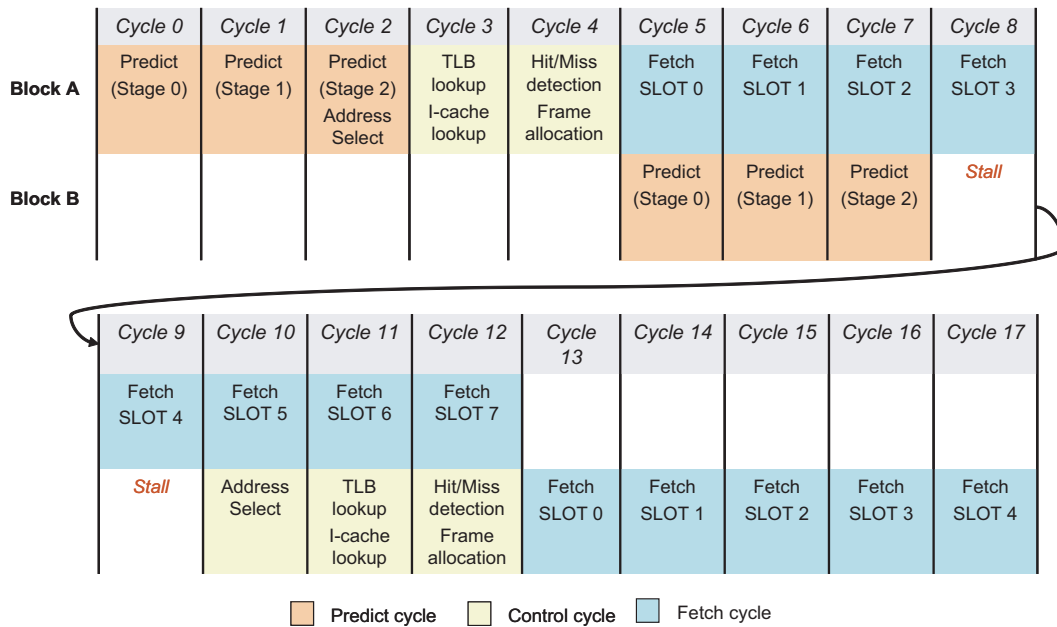 Cycle 0 Cycle 1 Cycle 2 Cycle 3 Cycle 4 Cycle 5 Cycle 6 Cycle 7 Cycle 8
Block A
Predict
(Stage 0)
Predict
(Stage 1)
Predict
(Stage 2)
Address
Select
TLB
lookup
I-cache
lookup
Hit/Miss
detection
Frame
allocation
Fetch
SLOT 0
Fetch
SLOT 1
Fetch
SLOT 2
Fetch
SLOT 3
Block B
Predict
(Stage 0)
Predict
(Stage 1)
Predict
(Stage 2)
Stall
Cycle 9 Cycle 10 Cycle 11 Cycle 12 Cycle
13 Cycle 14 Cycle 15 Cycle 16 Cycle 17
Fetch
SLOT 4
Fetch
SLOT 5
Fetch
SLOT 6
Fetch
SLOT 7
Stall
Address
Select
TLB
lookup
I-cache
lookup
Hit/Miss
detection
Frame
allocation
Fetch
SLOT 0
Fetch
SLOT 1
Fetch
SLOT 2
Fetch
SLOT 3
Fetch
SLOT 4
Predict cycle Control cycle Fetch cycle